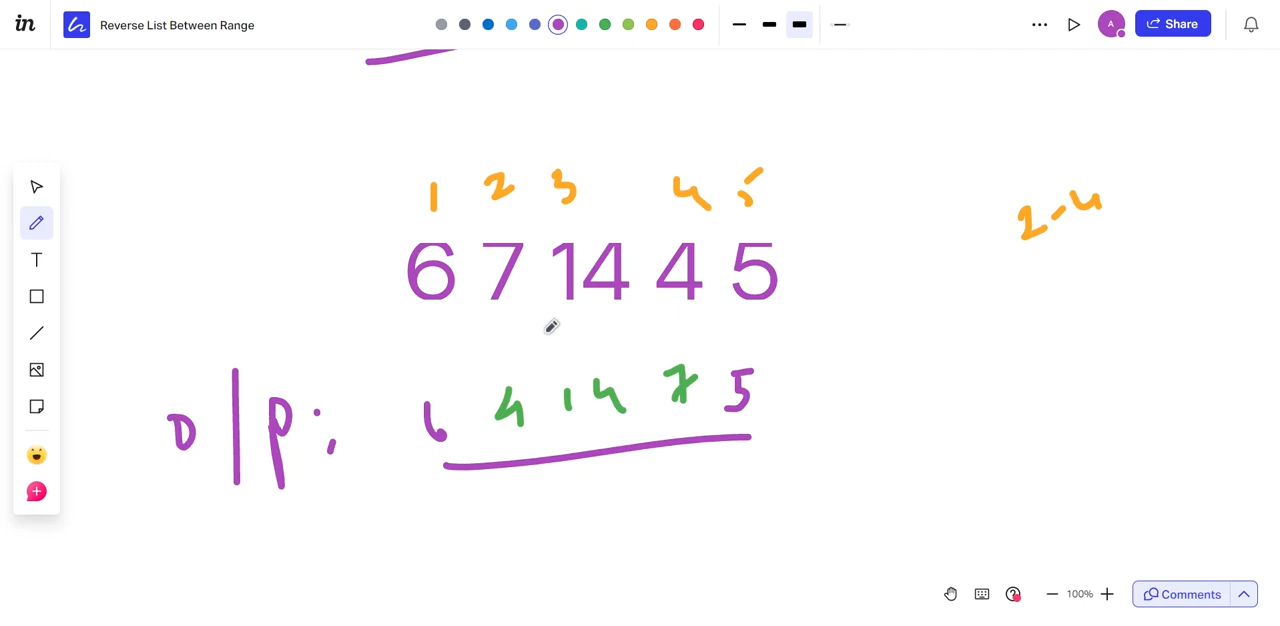 in Reverse List Between Range Share
A
1 2 3 4 5
2-4
6 7 14 4 5
T
O|P: 6 4 14 7 5
100% Comments